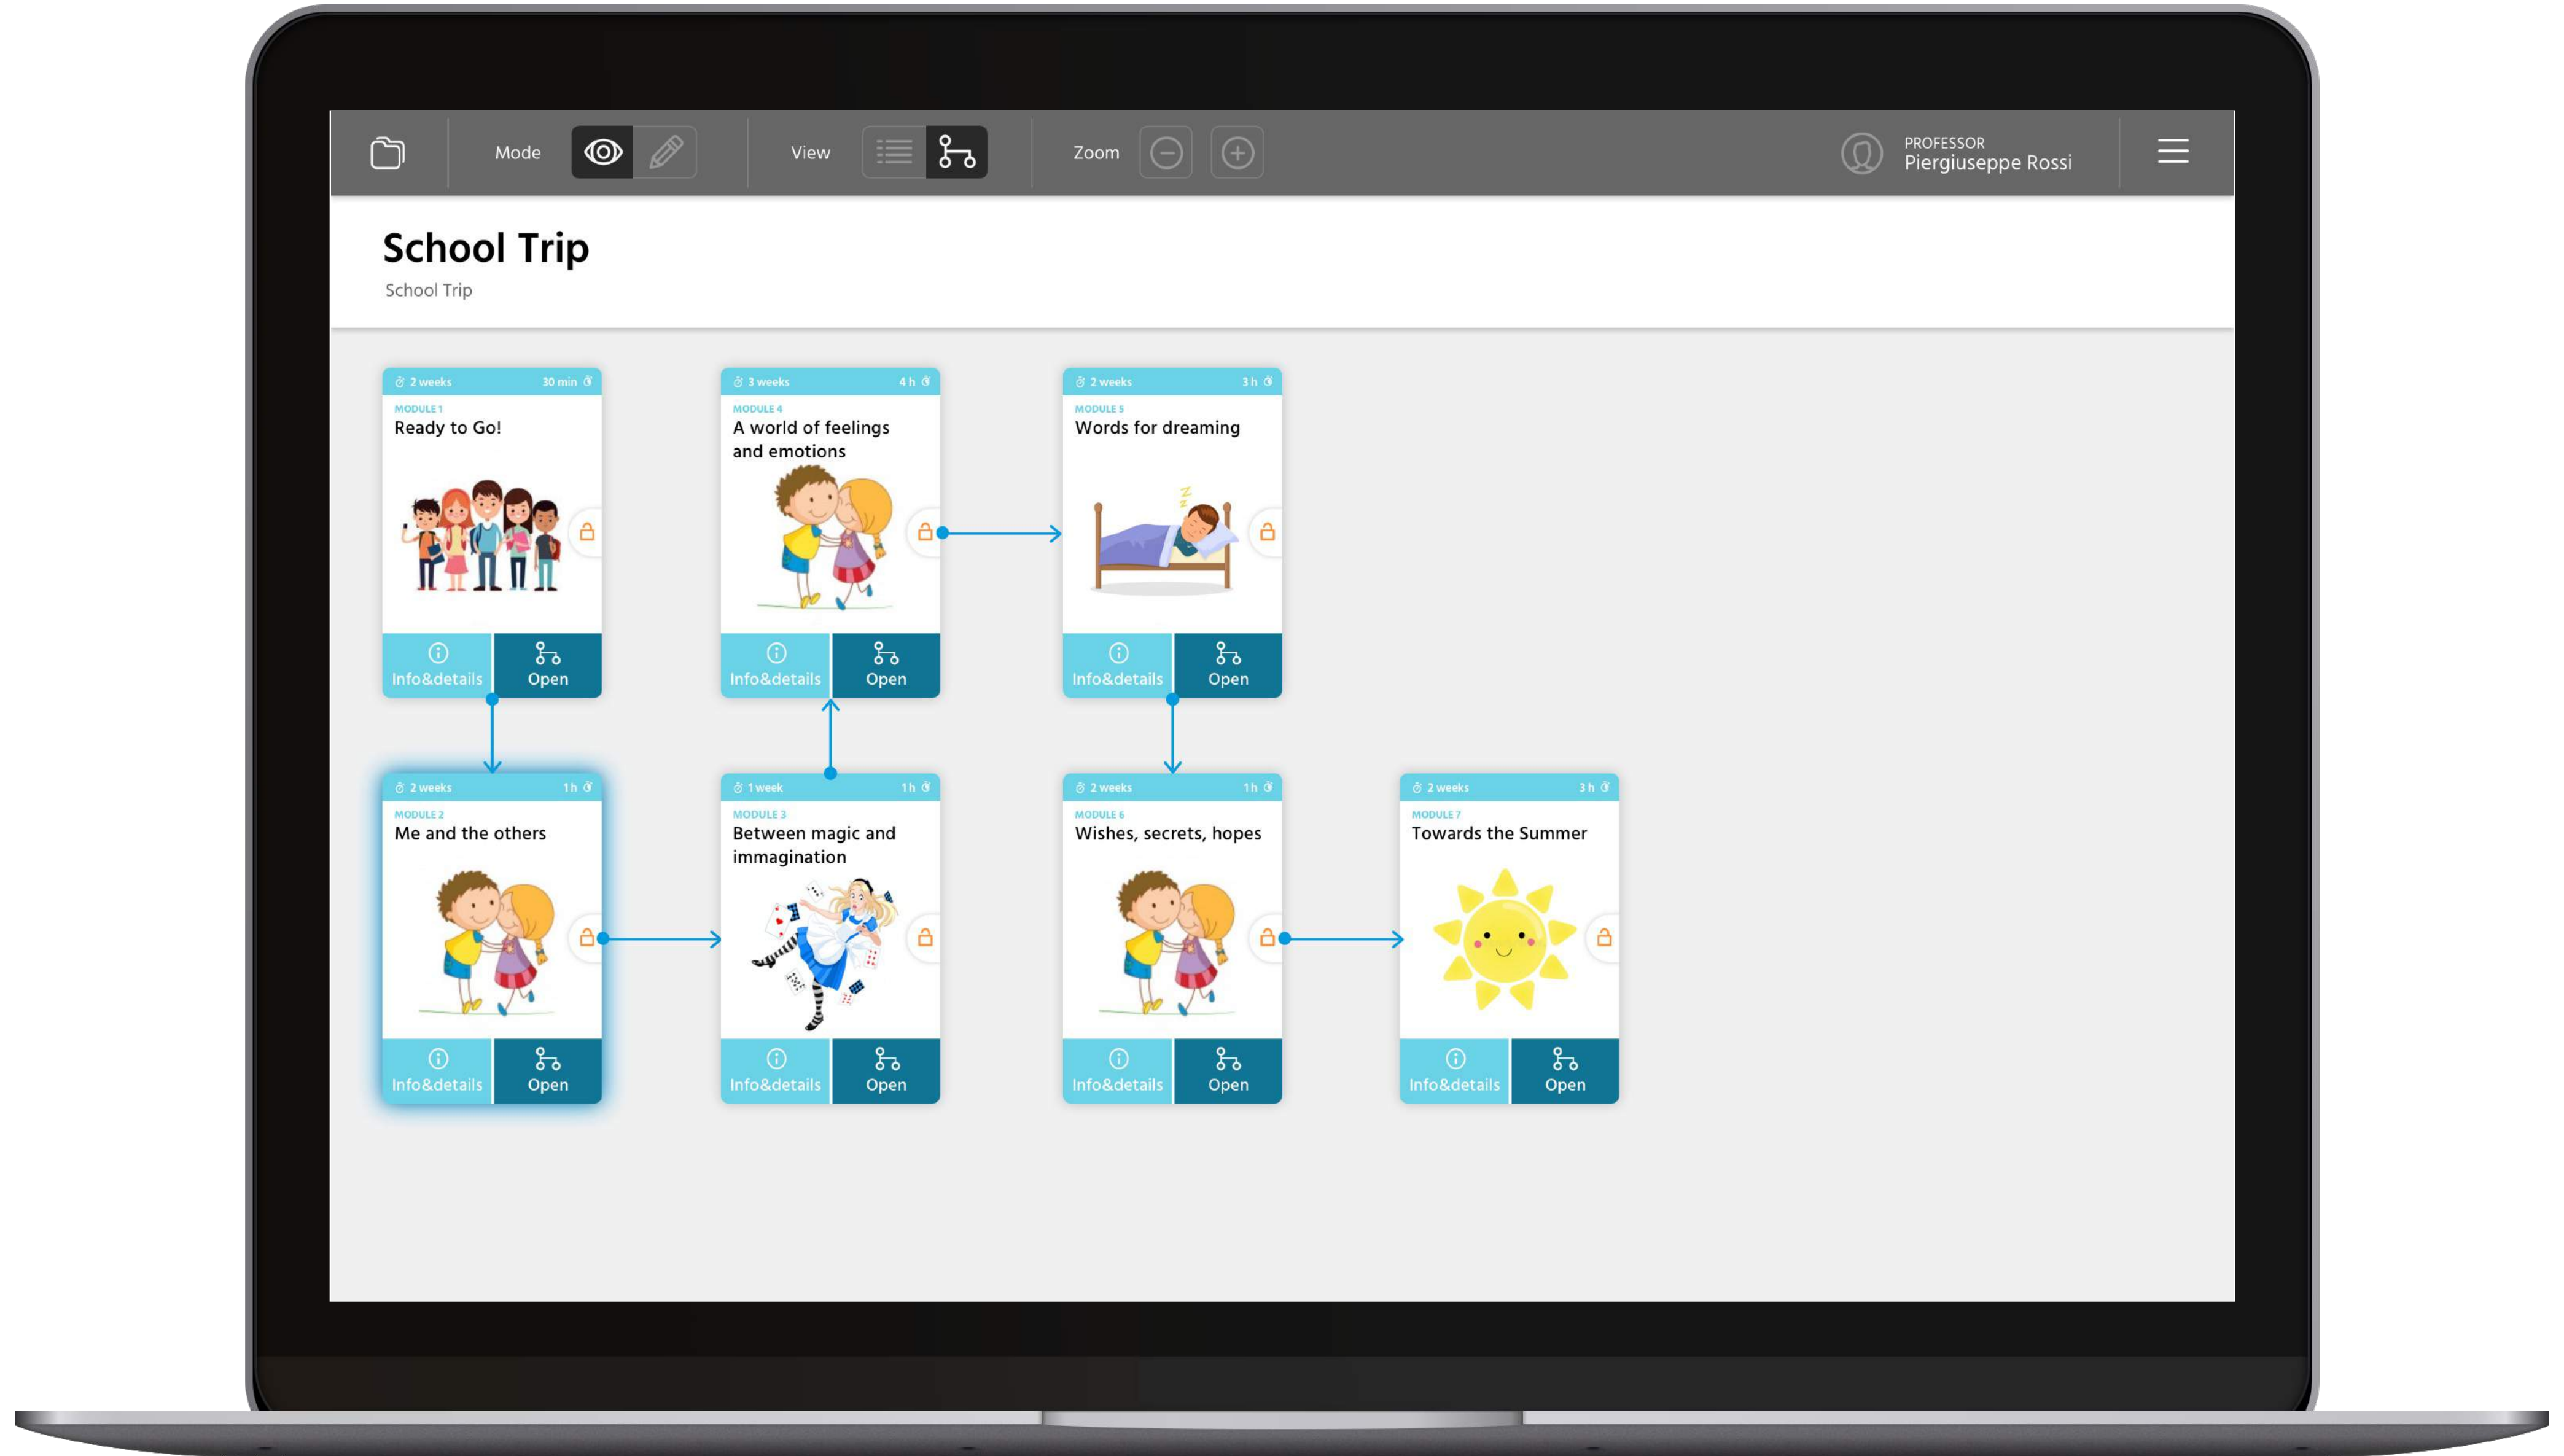 Mode
View
Zoom
PROFESSOR
Piergiuseppe Rossi
School Trip
School Trip
2 weeks 30 min
MODULE 1
Ready to Go!
Info&details Open
3 weeks 4 h
MODULE 4
A world of feelings
and emotions
Info&details Open
2 weeks 3 h
MODULE 5
Words for dreaming
Z
Z
Info&details Open
2 weeks 1 h
MODULE 2
Me and the others
Info&details Open
1 week 1 h
MODULE 3
Between magic and
immagination
Info&details Open
2 weeks 1 h
MODULE 6
Wishes, secrets, hopes
Info&details Open
2 weeks 3 h
MODULE 7
Towards the Summer
Info&details Open